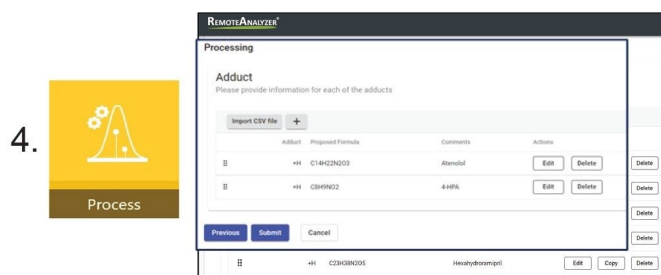 REMOTEANALYZER®
Processing
Adduct
Please provide information for each of the adducts
Import CSV file +
Adduct Proposed Formula Comments Actions
+H C14H22N2O3 Atenolol Edit Delete Delete
+H C8H9NO2 4-HPA Edit Delete Delete
4.
Process
Delete
Previous Submit Cancel Delete
+H C23H38N2O5 Hexahydroramipril Edit Copy Delete